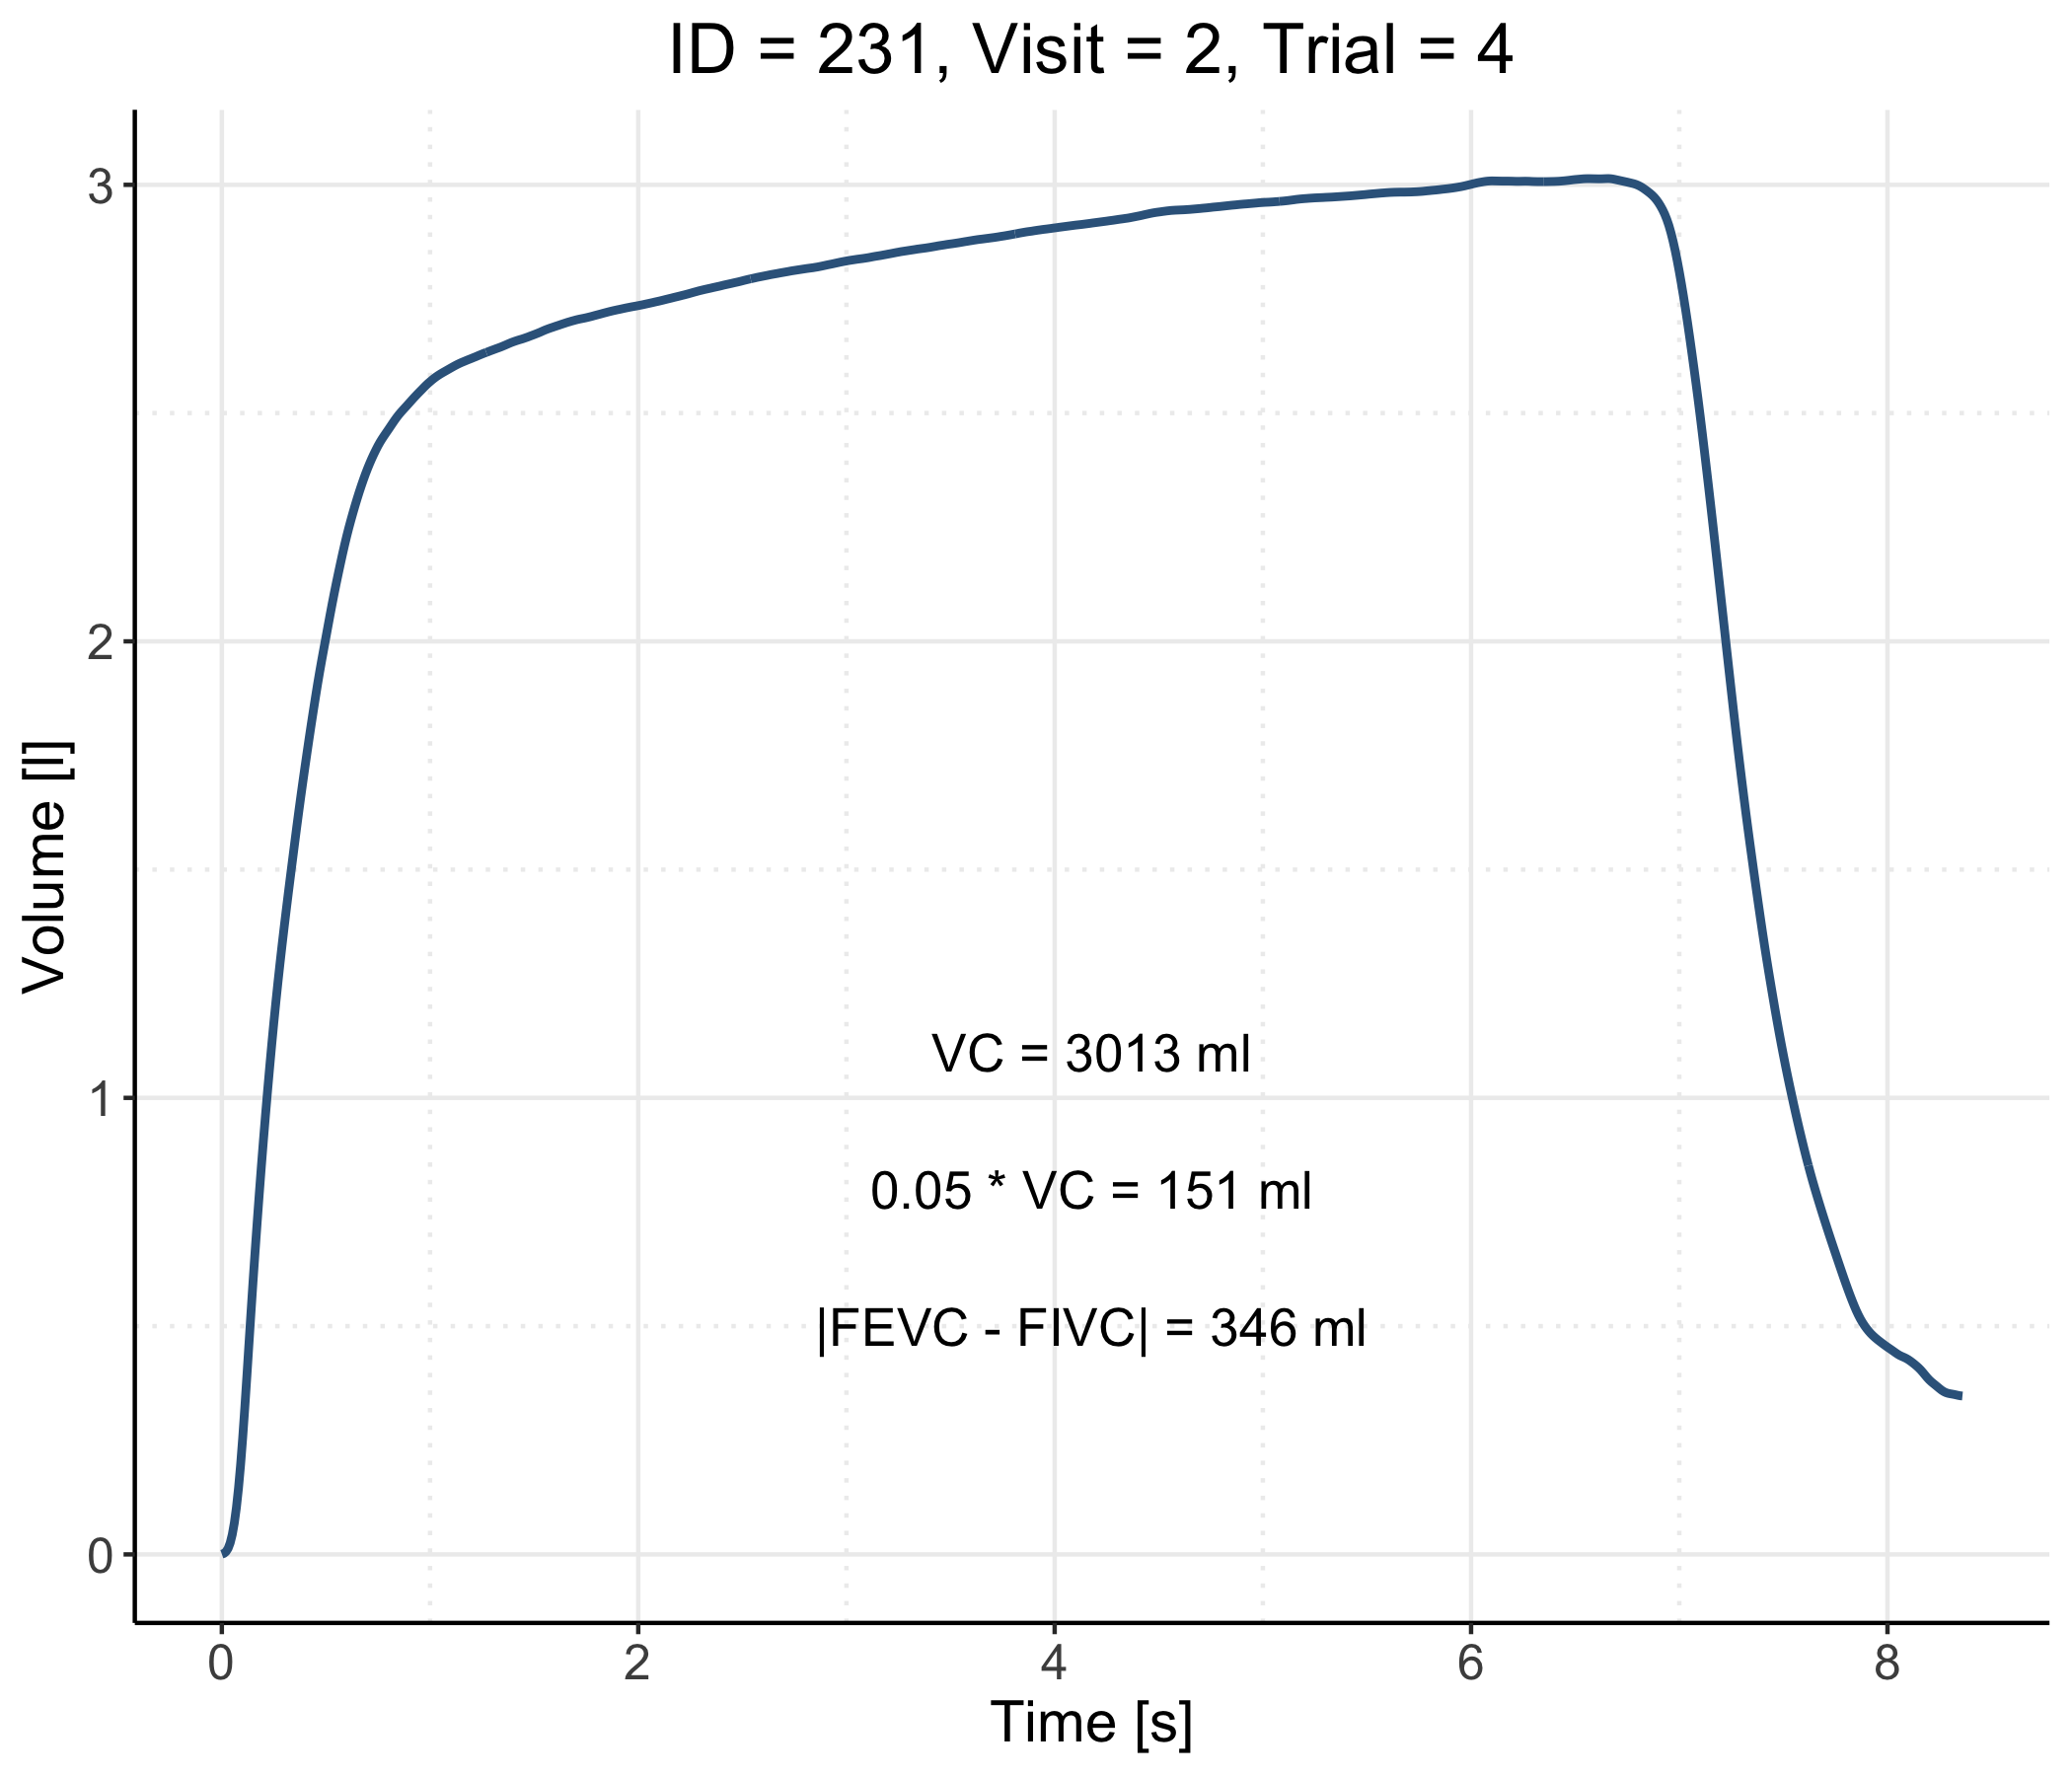 ID = 231, Visit = 2, Trial = 4
3
2
1
0
Volume [l]
VC = 3013 ml
0.05 * VC = 151 ml
|FEVC - FIVC| = 346 ml
0 2 4 6 8
Time [s]